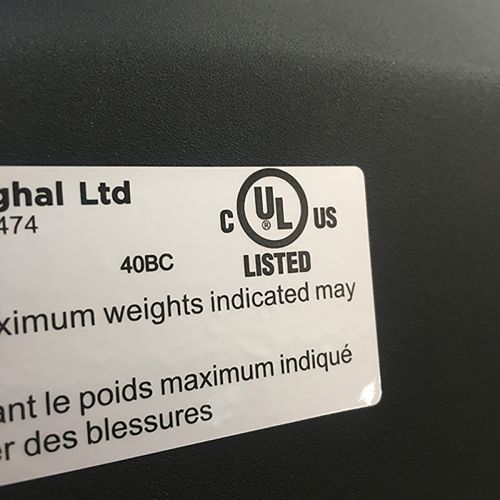 ghal Ltd
474
C UL® US
40BC
LISTED
ximum weights indicated may
ant le poids maximum indiqué
er des blessures